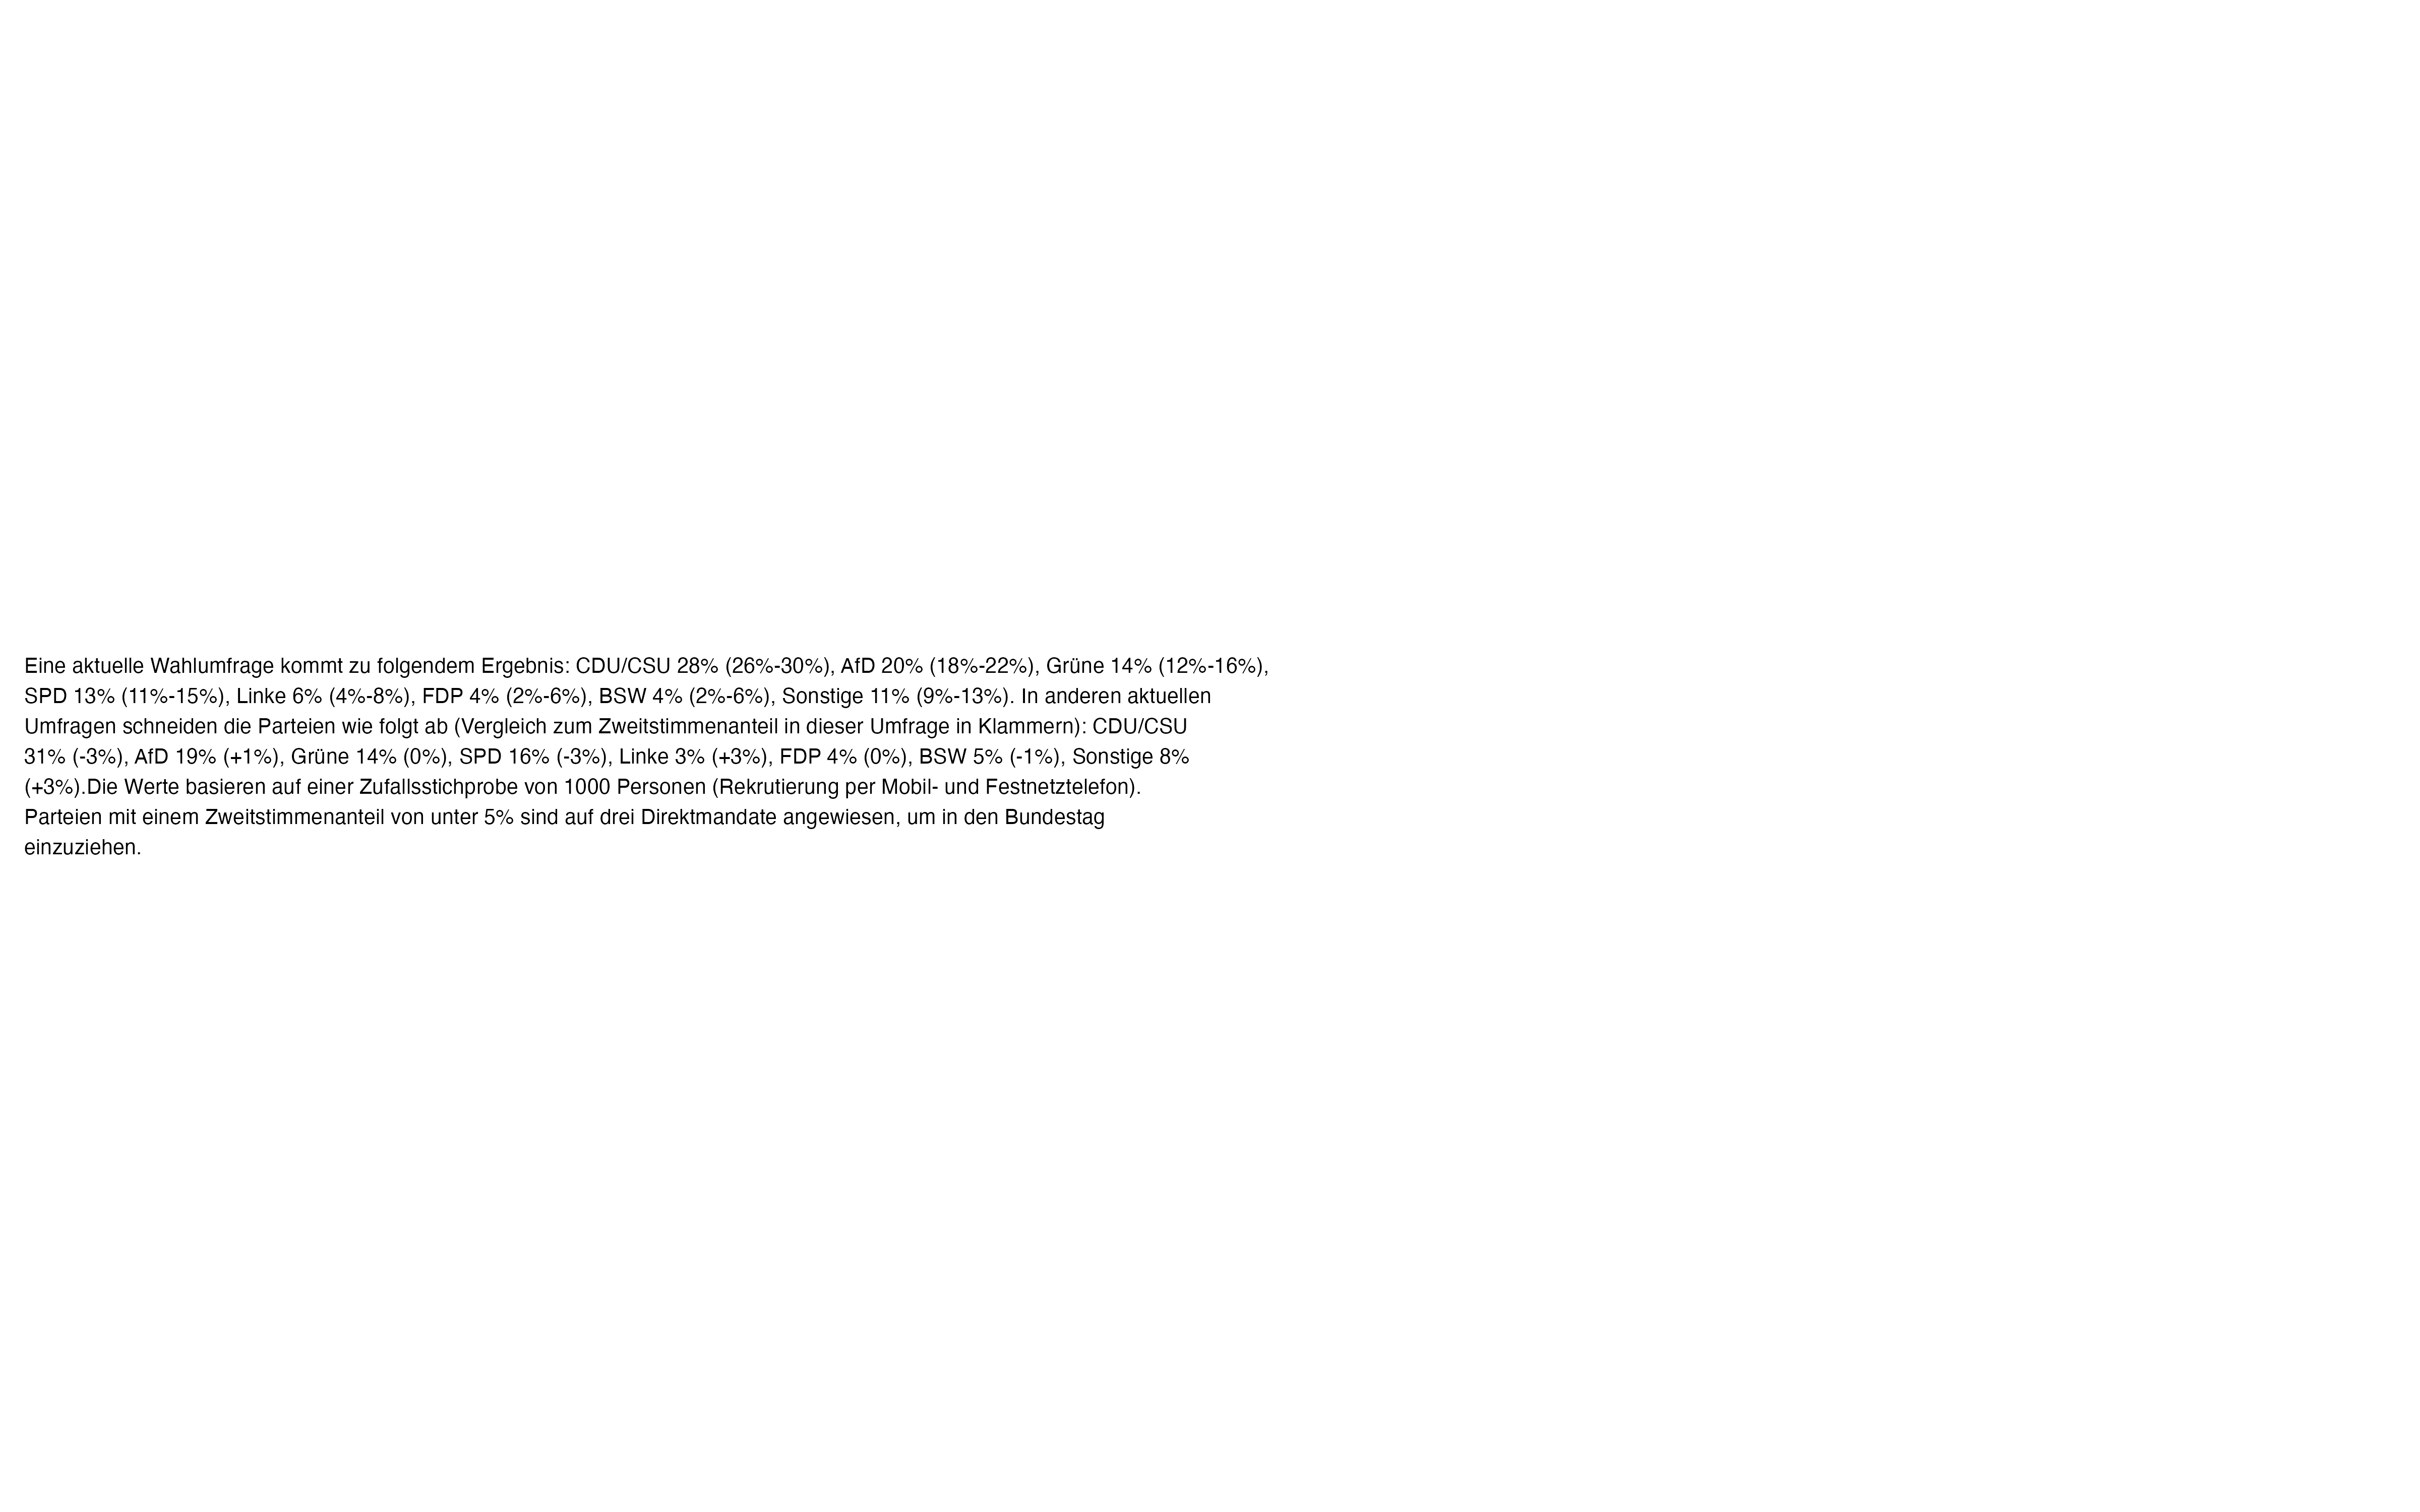 Eine aktuelle Wahlumfrage kommt zu folgendem Ergebnis: CDU/CSU 28% (26%-30%), AfD 20% (18%-22%), Grüne 14% (12%-16%),
SPD 13% (11%-15%), Linke 6% (4%-8%), FDP 4% (2%-6%), BSW 4% (2%-6%), Sonstige 11% (9%-13%). In anderen aktuellen
Umfragen schneiden die Parteien wie folgt ab (Vergleich zum Zweitstimmenanteil in dieser Umfrage in Klammern): CDU/CSU
31% (-3%), AfD 19% (+1%), Grüne 14% (0%), SPD 16% (-3%), Linke 3% (+3%), FDP 4% (0%), BSW 5% (-1%), Sonstige 8%
(+3%).Die Werte basieren auf einer Zufallsstichprobe von 1000 Personen (Rekrutierung per Mobil- und Festnetztelefon).
Parteien mit einem Zweitstimmenanteil von unter 5% sind auf drei Direktmandate angewiesen, um in den Bundestag
einzuziehen.